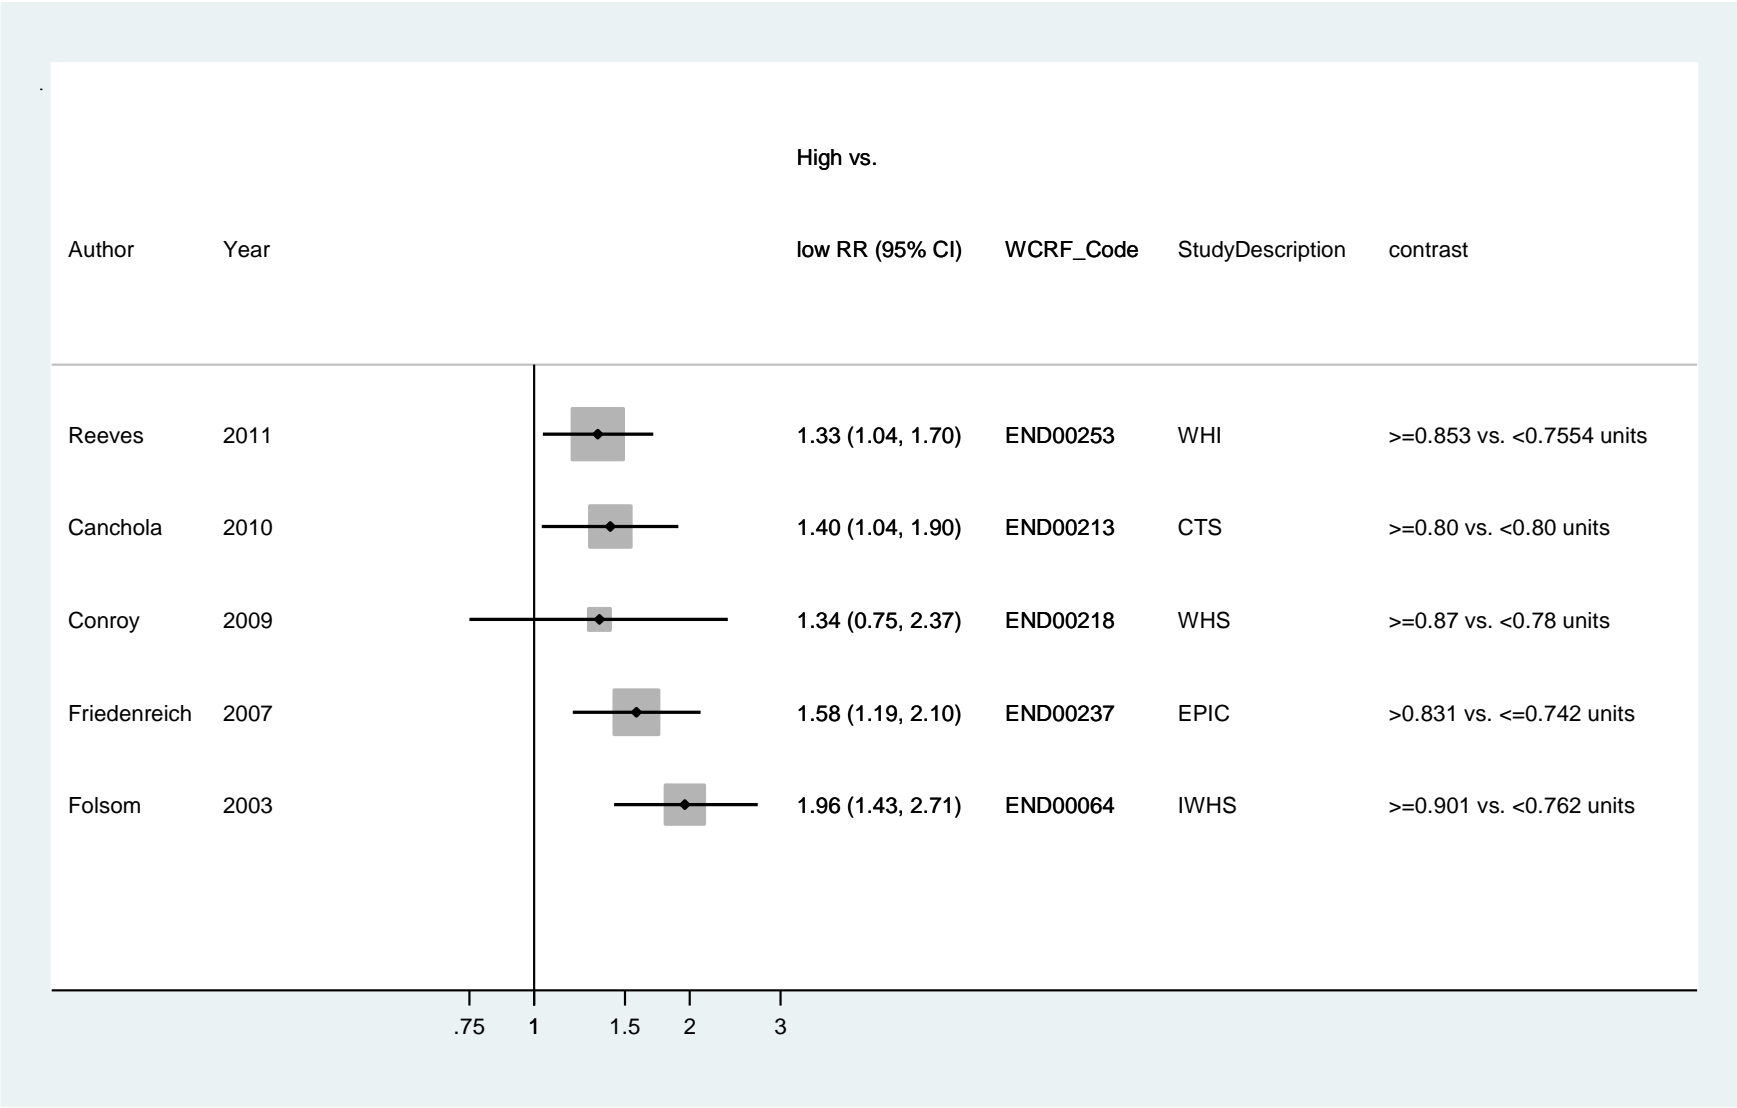 High vs.
Author Year low RR (95% CI) WCRF_Code StudyDescription contrast
Reeves 2011 1.33 (1.04, 1.70) END00253 WHI >=0.853 vs. <0.7554 units
Canchola 2010 1.40 (1.04, 1.90) END00213 CTS >=0.80 vs. <0.80 units
Conroy 2009 1.34 (0.75, 2.37) END00218 WHS >=0.87 vs. <0.78 units
Friedenreich 2007 1.58 (1.19, 2.10) END00237 EPIC >0.831 vs. <=0.742 units
Folsom 2003 1.96 (1.43, 2.71) END00064 IWHS >=0.901 vs. <0.762 units
.75 1 1.5 2 3